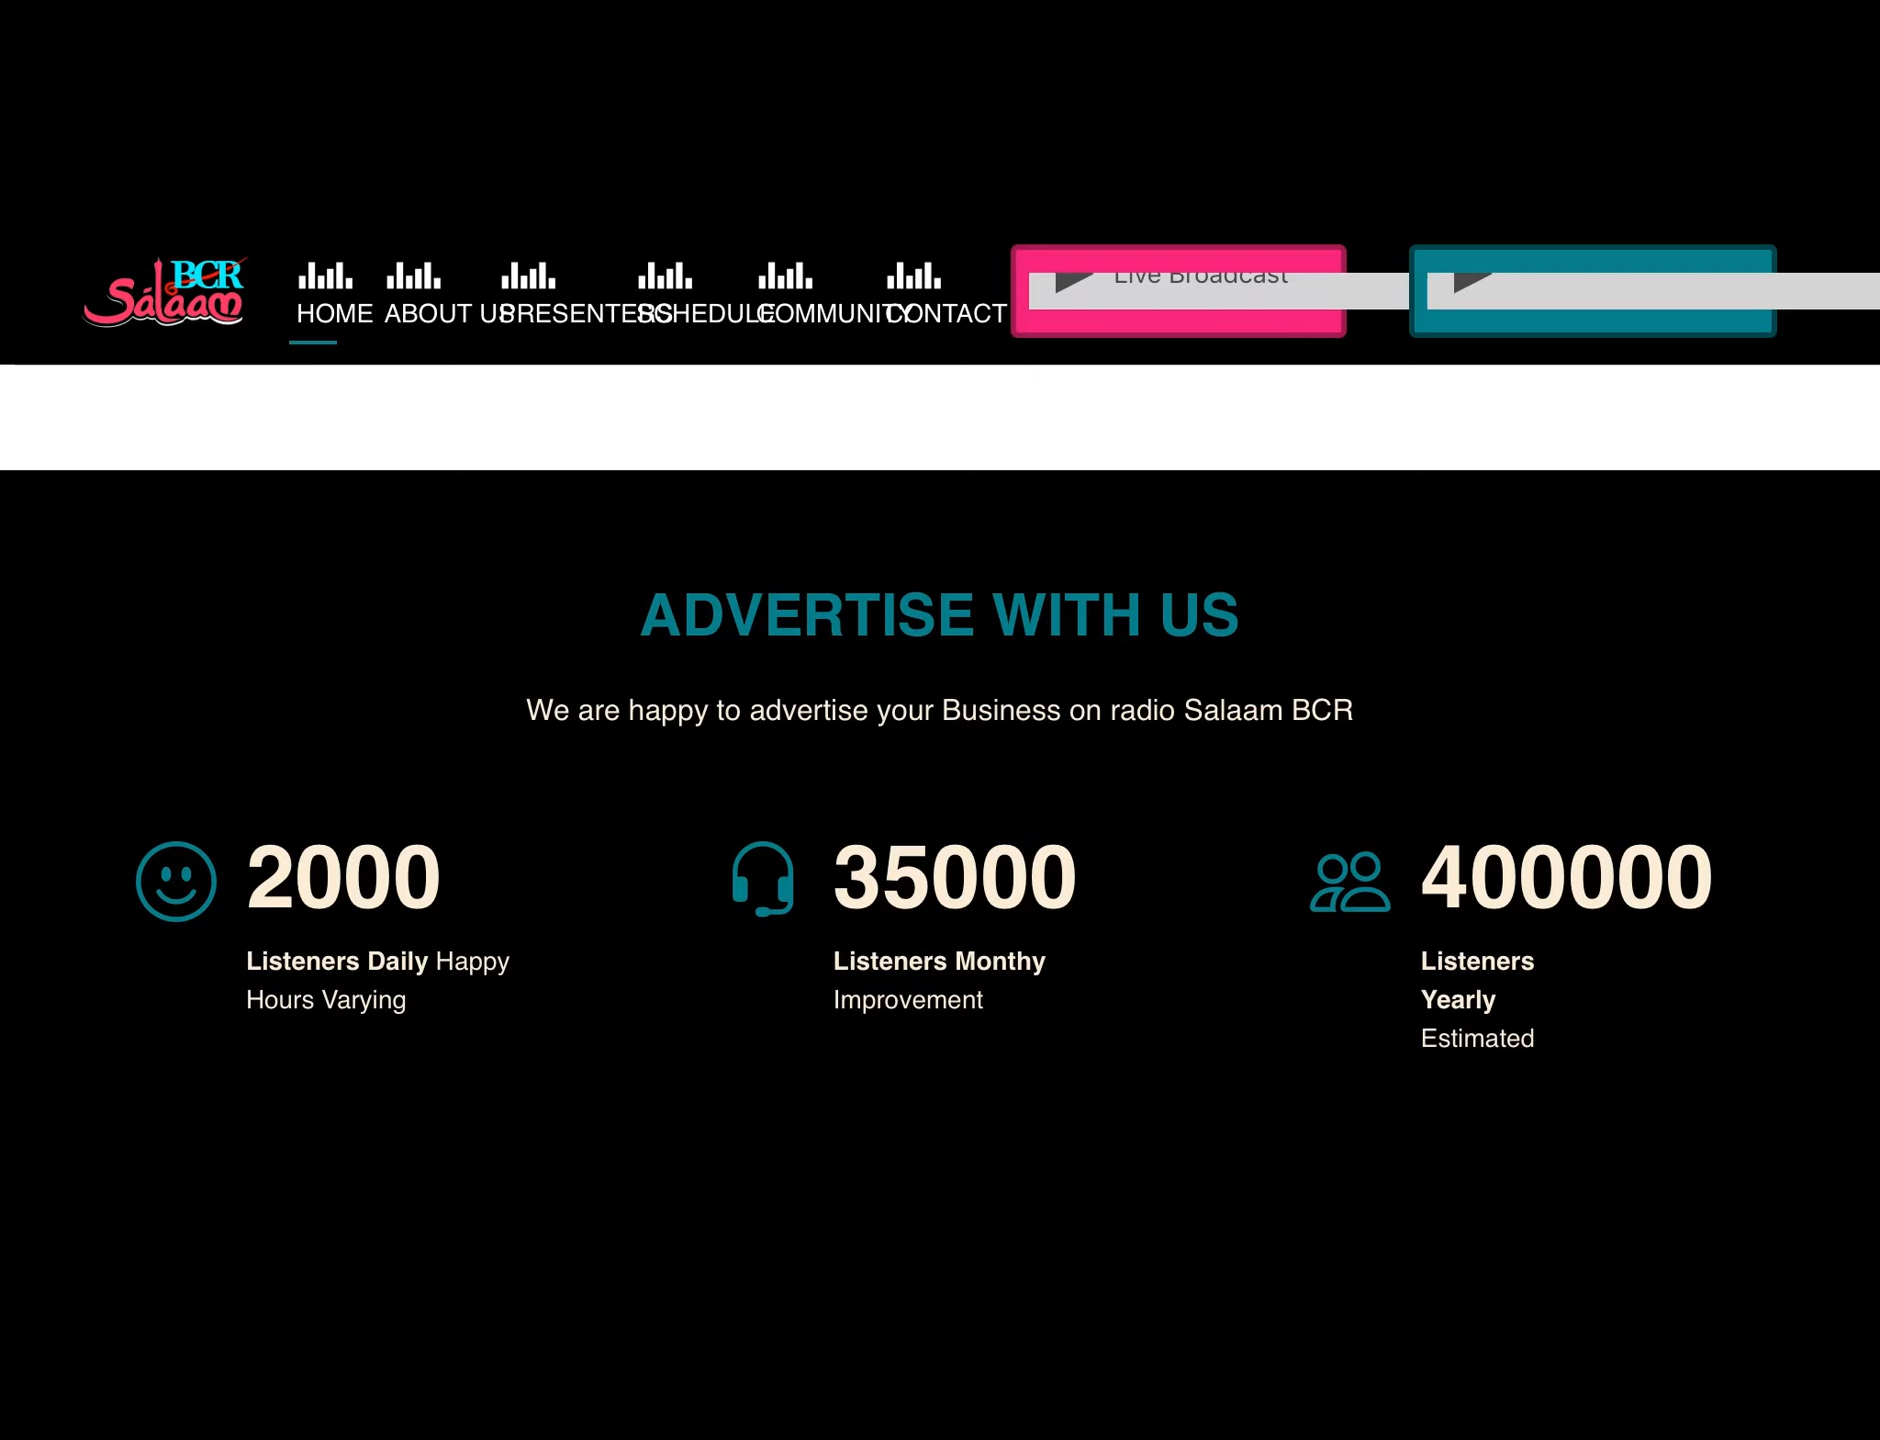 BCR
Salaam
HOME
ABOUT US
PRESENTERS
SCHEDULE
COMMUNITY
CONTACT
Live Broadcast
ADVERTISE WITH US
We are happy to advertise your Business on radio Salaam BCR
2000
Listeners Daily Happy
Hours Varying
35000
Listeners Monthy
Improvement
400000
Listeners
Yearly
Estimated